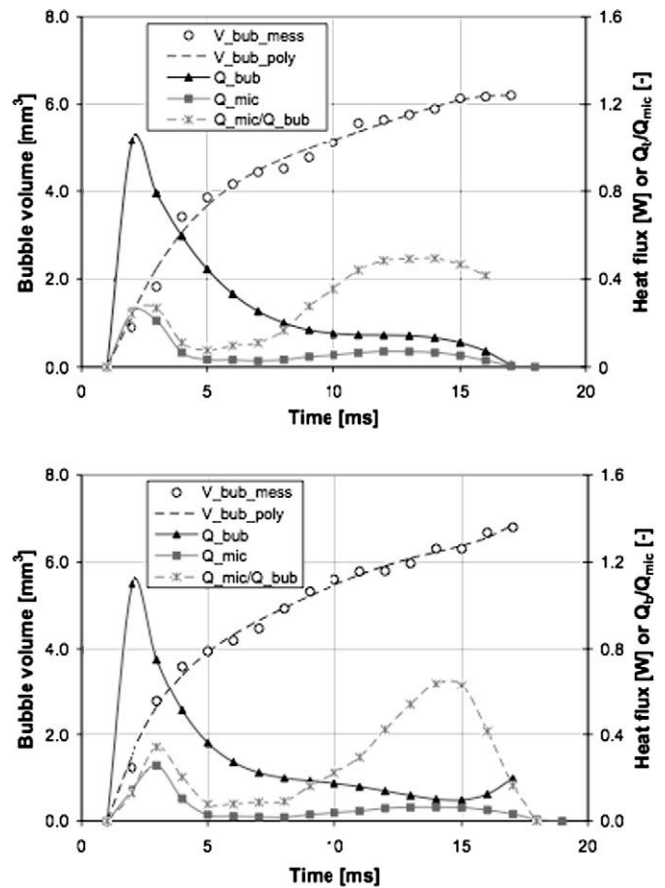 8.0
6.0
4.0
2.0
0.0
Bubble volume [mm³]
V_bub_mess
V_bub_poly
Q_bub
Q_mic
Q_mic/Q_bub
1.6
1.2
0.8
0.4
0
Heat flux [W] or Qₗ/Qₘᵢc [-]
0 5 10 15 20
Time [ms]
8.0
6.0
4.0
2.0
0.0
Bubble volume [mm³]
V_bub_mess
V_bub_poly
Q_bub
Q_mic
Q_mic/Q_bub
1.6
1.2
0.8
0.4
0
Heat flux [W] or Q_b/Q_mic [-]
0 5 10 15 20
Time [ms]